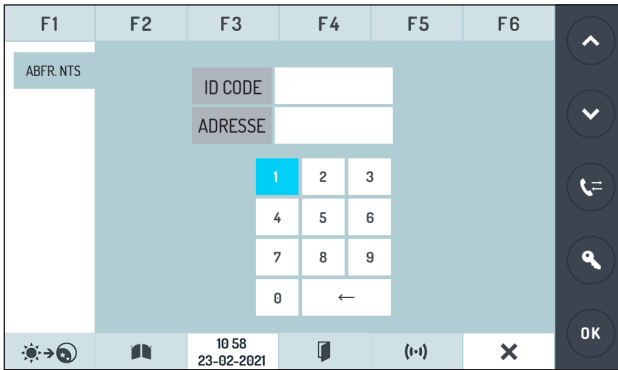 F1 F2 F3 F4 F5 F6
ABFR. NTS
ID CODE
ADRESSE
1 2 3
4 5 6
7 8 9
0 ←
OK
10 58
23-02-2021